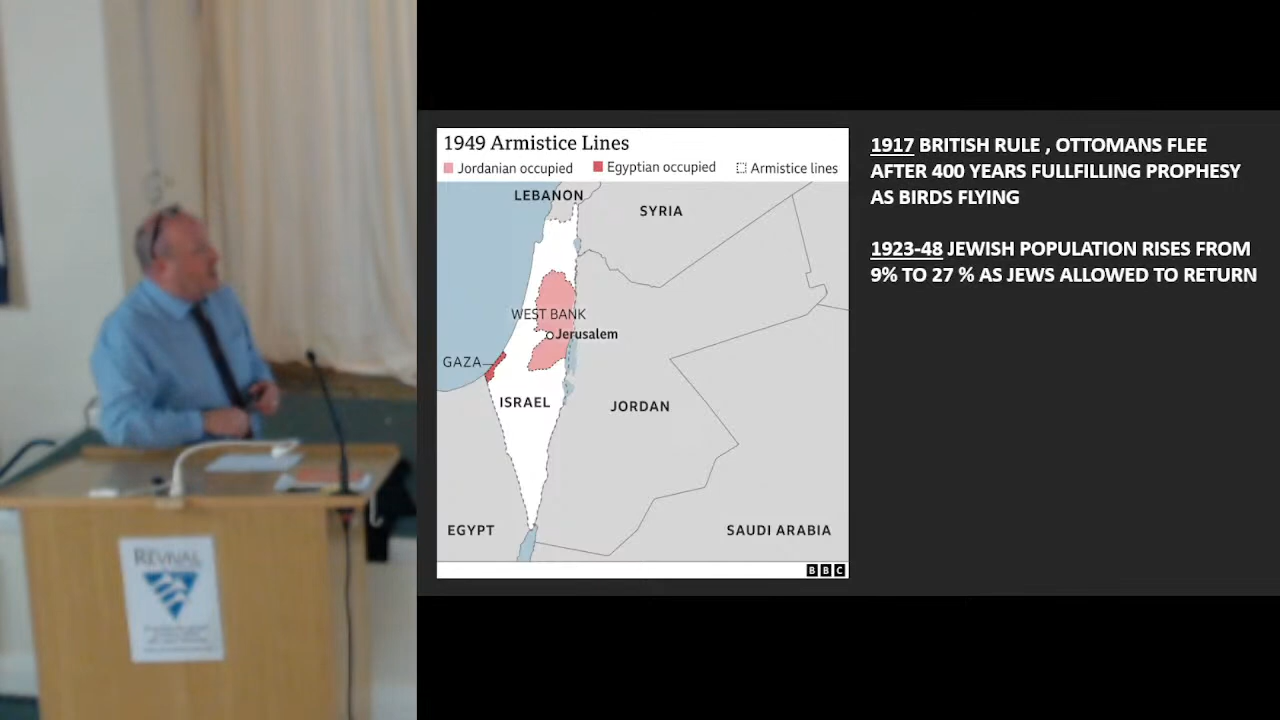 1949 Armistice Lines
Jordanian occupied Egyptian occupied Armistice lines
LEBANON
SYRIA
WEST BANK
Jerusalem
GAZA
ISRAEL
JORDAN
EGYPT
SAUDI ARABIA
BBC
1917 BRITISH RULE , OTTOMANS FLEE
AFTER 400 YEARS FULLFILLING PROPHESY
AS BIRDS FLYING
1923-48 JEWISH POPULATION RISES FROM
9% TO 27 % AS JEWS ALLOWED TO RETURN
REVIVAL